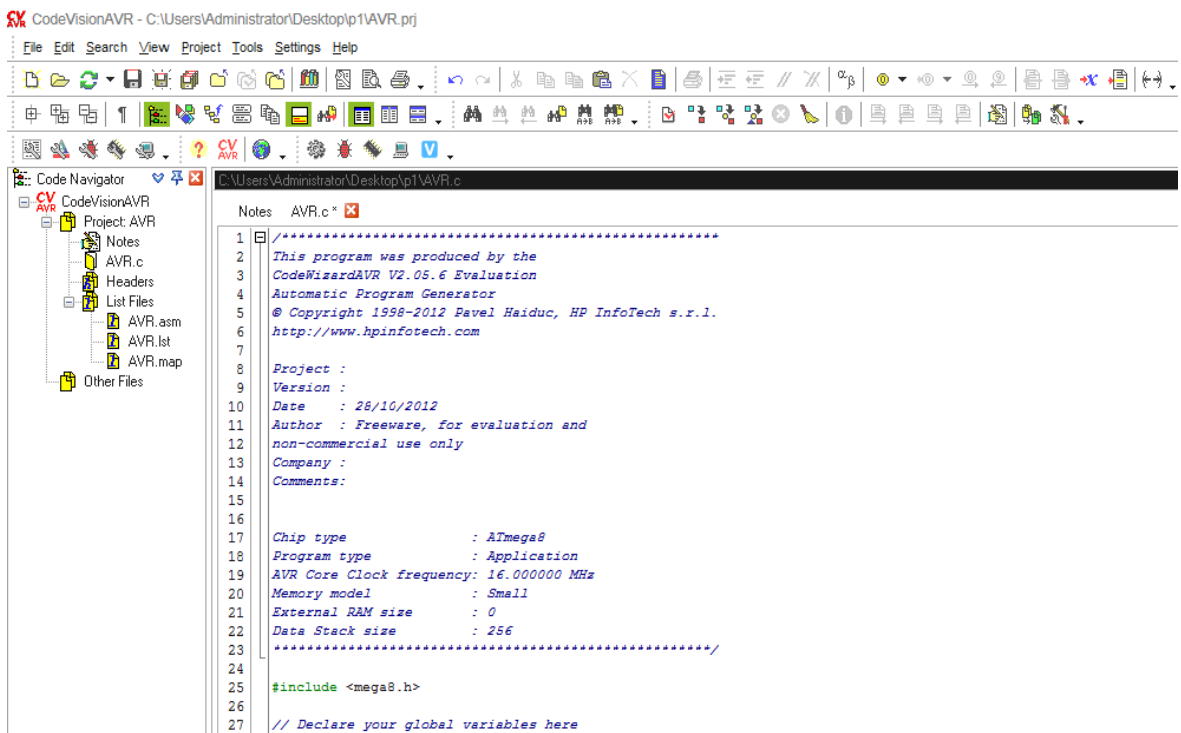 CodeVisionAVR - C:\Users\Administrator\Desktop\p1\AVR.prj
File Edit Search View Project Tools Settings Help
Code Navigator
CodeVisionAVR
Project: AVR
Notes
AVR.c
Headers
List Files
AVR.asm
AVR.lst
AVR.map
Other Files
C:\Users\Administrator\Desktop\p1\AVR.c
Notes AVR.c *
1 /*****************************************************
2 This program was produced by the
3 CodeWizardAVR V2.05.6 Evaluation
4 Automatic Program Generator
5 © Copyright 1998-2012 Pavel Haiduc, HP InfoTech s.r.l.
6 http://www.hpinfotech.com
7
8 Project :
9 Version :
10 Date    : 28/10/2012
11 Author  : Freeware, for evaluation and
12 non-commercial use only
13 Company :
14 Comments:
15
16
17 Chip type               : ATmega8
18 Program type            : Application
19 AVR Core Clock frequency: 16.000000 MHz
20 Memory model            : Small
21 External RAM size       : 0
22 Data Stack size         : 256
23 *****************************************************/
24
25 #include <mega8.h>
26
27 // Declare your global variables here